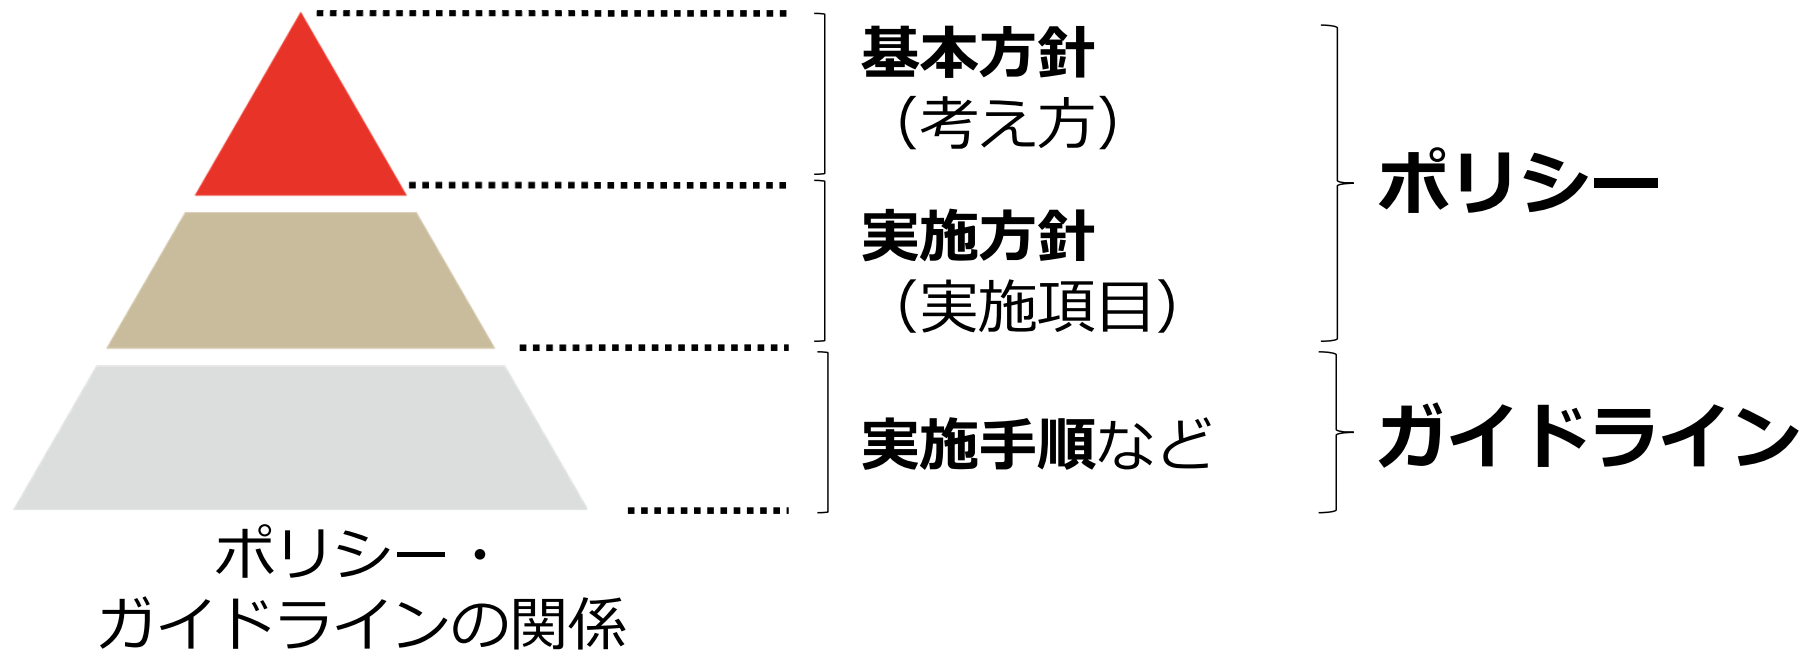 基本方針
（考え方）
実施方針
（実施項目）
実施手順など
ポリシー
ガイドライン
ポリシー・
ガイドラインの関係